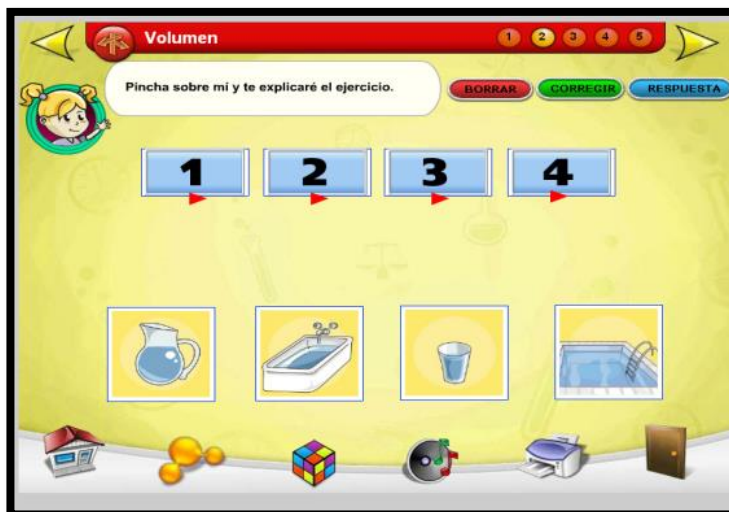 Volumen
1 2 3 4 5
Pincha sobre mí y te explicaré el ejercicio.
BORRAR CORREGIR RESPUESTA
1 2 3 4